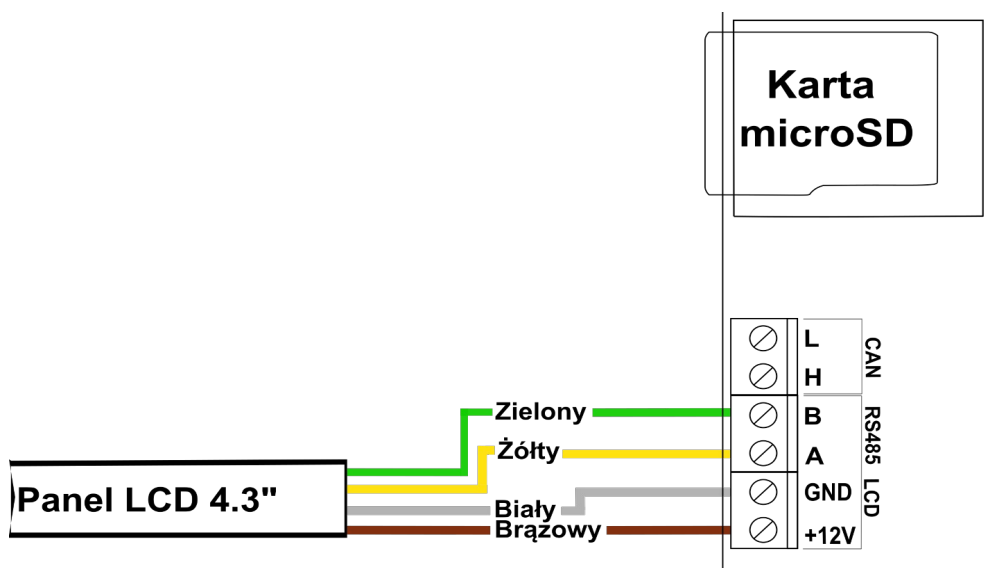 Karta
microSD
L
H
CAN
Zielony
B
Żółty
A
RS485
Panel LCD 4.3"
Biały
GND
Brązowy
+12V
LCD